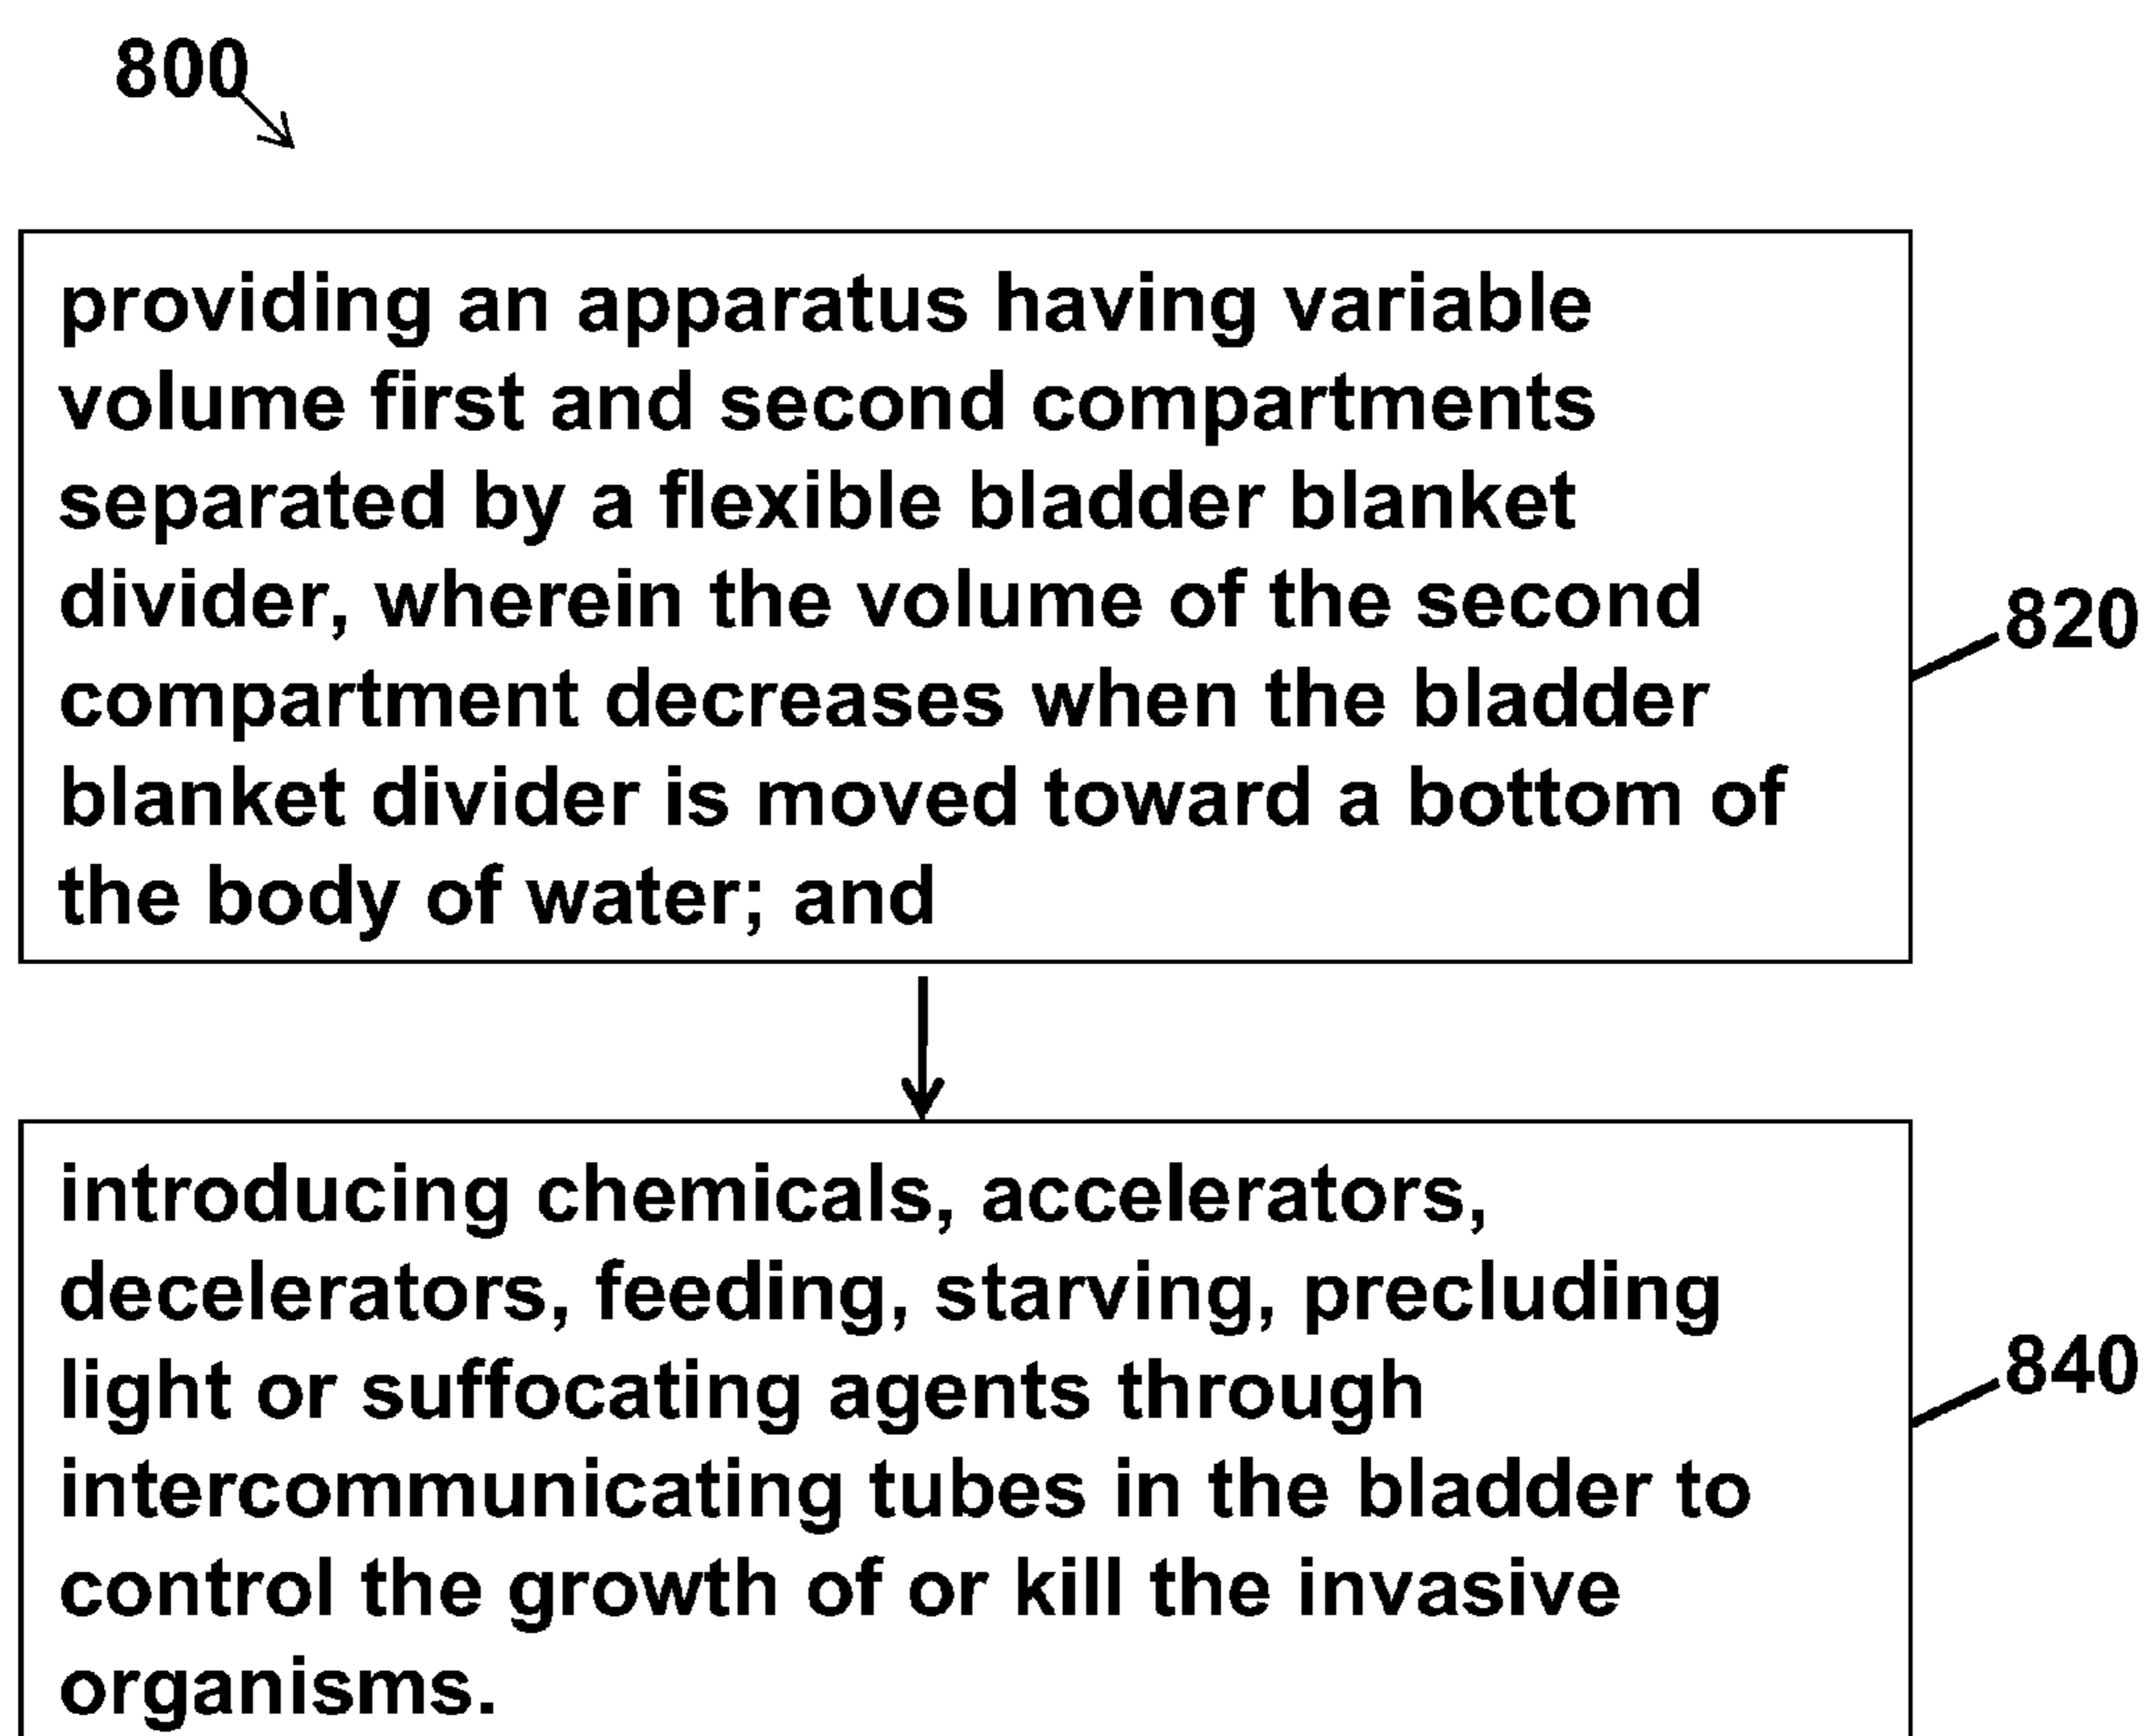 800
providing an apparatus having variable
volume first and second compartments
separated by a flexible bladder blanket
divider, wherein the volume of the second
compartment decreases when the bladder
blanket divider is moved toward a bottom of
the body of water; and
820
introducing chemicals, accelerators,
decelerators, feeding, starving, precluding
light or suffocating agents through
intercommunicating tubes in the bladder to
control the growth of or kill the invasive
organisms.
840